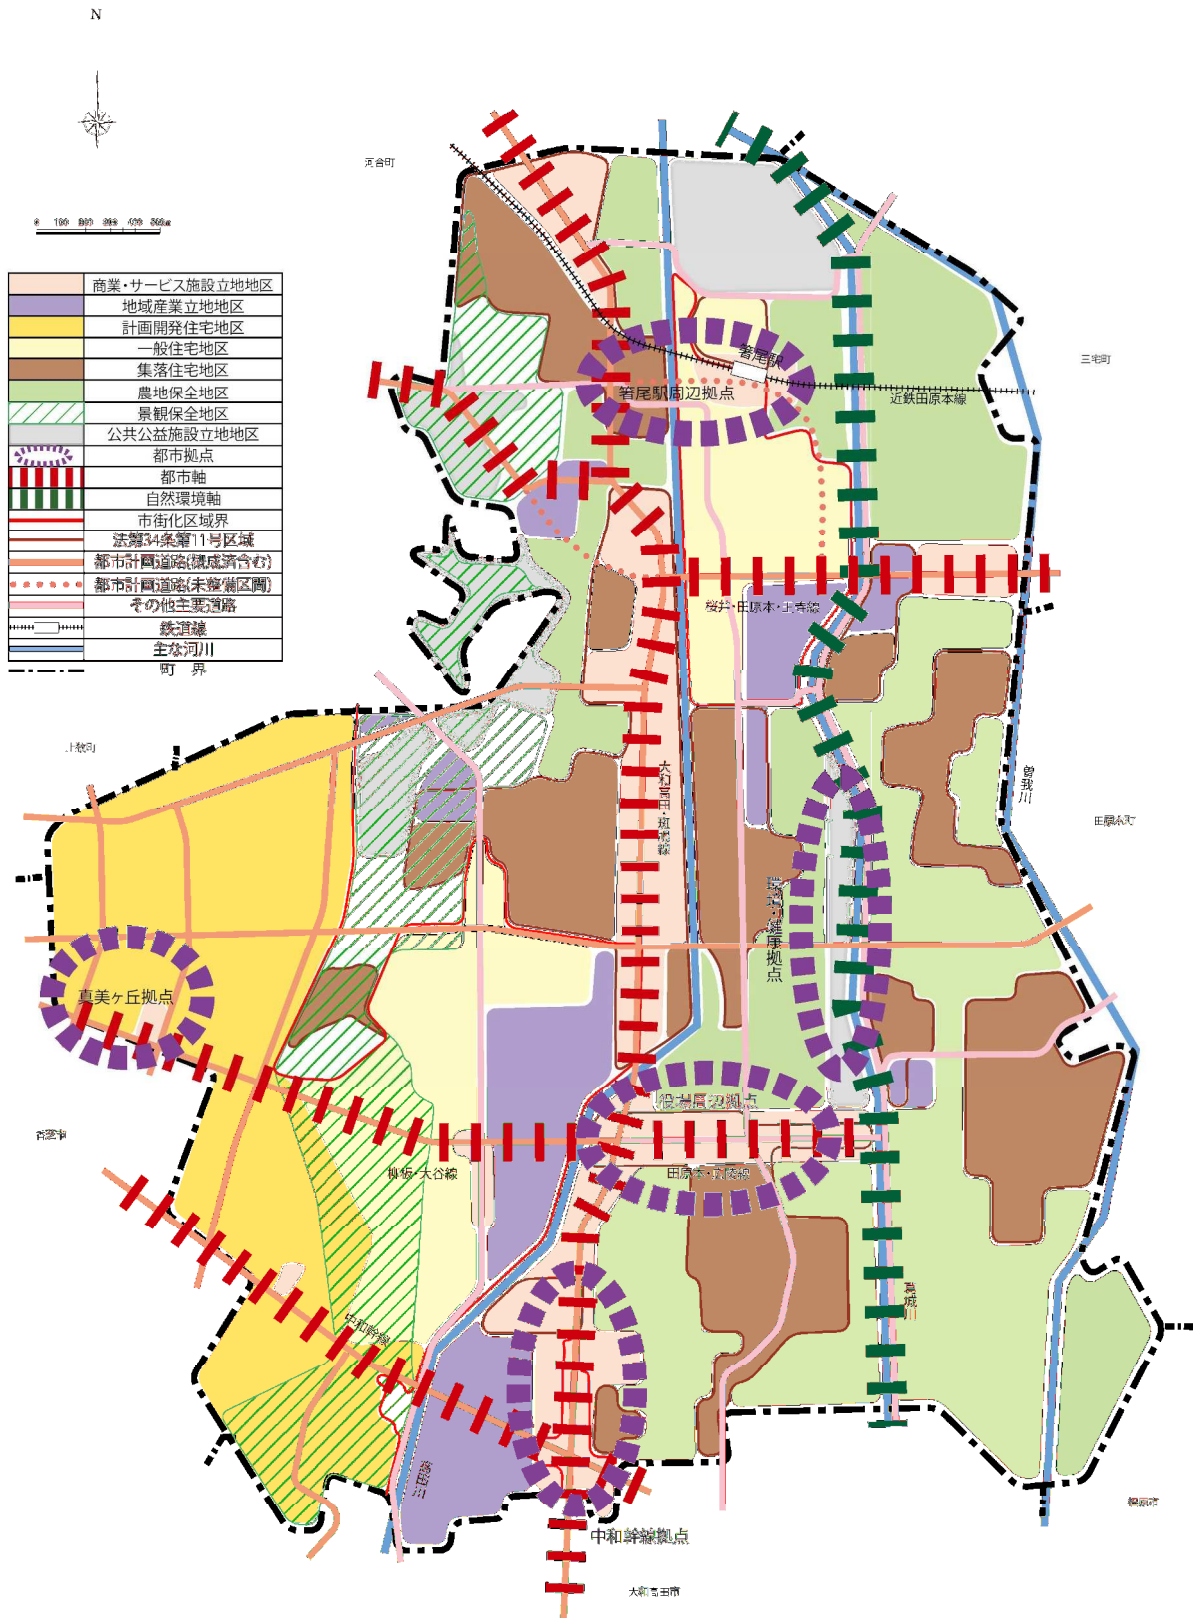 N
河合町
0 100 200 300 400 500m
商業・サービス施設立地地区
地域産業立地地区
計画開発住宅地区
一般住宅地区
集落住宅地区
農地保全地区
景観保全地区
公共公益施設立地地区
都市拠点
都市軸
自然環境軸
市街化区域界
法第34条第11号区域
都市計画道路(概成済含む)
都市計画道路(未整備区間)
その他主要道路
鉄道線
主な河川
町 界
箸尾駅
三宅町
箸尾駅周辺拠点
近鉄田原本線
桜井・田原本・王寺線
上牧町
大和高田・斑鳩線
曽我川
田原本町
健康拠点
真美ヶ丘拠点
役場周辺拠点
香芝市
柳板・大谷線
田原本・広陵線
葛城川
中和幹線
橿原市
中和幹線拠点
大和高田市